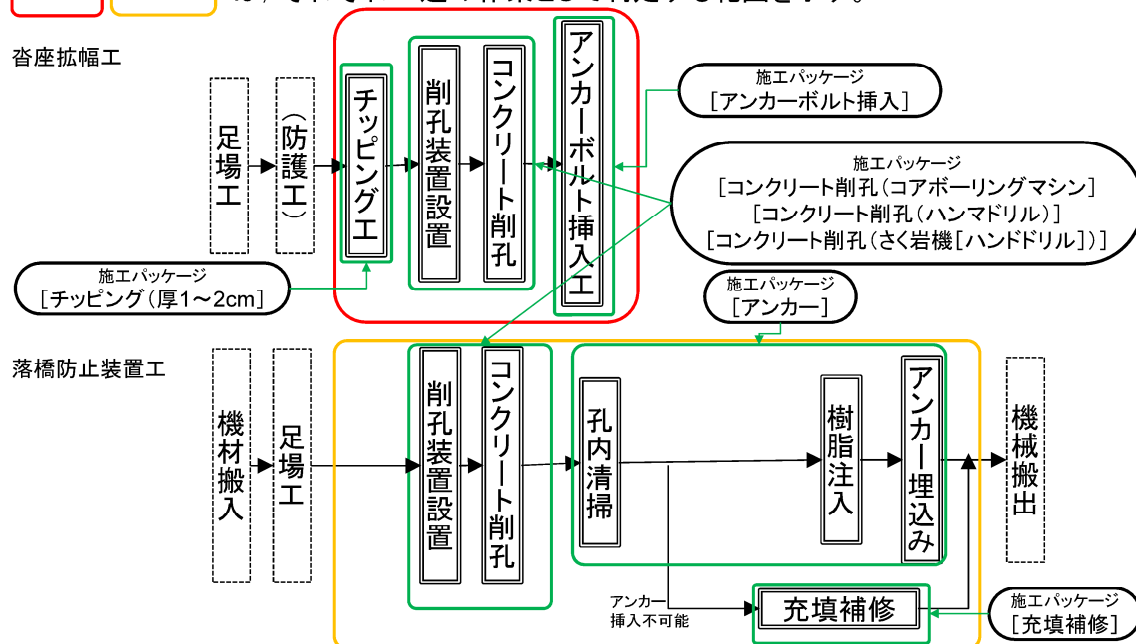 沓座拡幅工
足場工
(防護工)
チッピング工
削孔装置設置
コンクリート削孔
アンカーボルト挿入工
施工パッケージ
[アンカーボルト挿入]
施工パッケージ
[コンクリート削孔(コアボーリングマシン]
[コンクリート削孔(ハンマドリル)]
[コンクリート削孔(さく岩機[ハンドドリル])]
施工パッケージ
[チッピング(厚1~2cm]
施工パッケージ
[アンカー]
落橋防止装置工
機材搬入
足場工
削孔装置設置
コンクリート削孔
孔内清掃
樹脂注入
アンカー埋込み
機械搬出
アンカー
挿入不可能
充填補修
施工パッケージ
[充填補修]